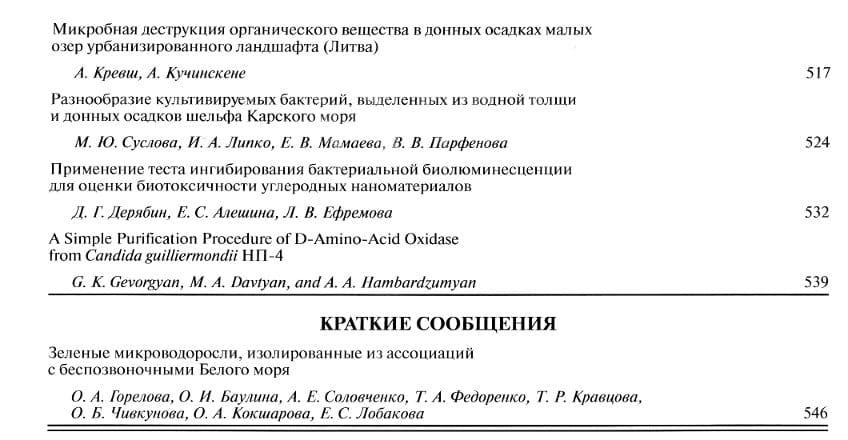 Микробная деструкция органического вещества в донных осадках малых
озер урбанизированного ландшафта (Литва)
А. Кревш, А. Кучинскене 517
Разнообразие культивируемых бактерий, выделенных из водной толщи
и донных осадков шельфа Карского моря
М. Ю. Суслова, И. А. Липко, Е. В. Мамаева, В. В. Парфенова 524
Применение теста ингибирования бактериальной биолюминесценции
для оценки биотоксичности углеродных наноматериалов
Д. Г. Дерябин, Е. С. Алешина, Л. В. Ефремова 532
A Simple Purification Procedure of D-Amino-Acid Oxidase
from Candida guilliermondii НП-4
G. K. Gevorgyan, M. A. Davtyan, and A. A. Hambardzumyan 539
КРАТКИЕ СООБЩЕНИЯ
Зеленые микроводоросли, изолированные из ассоциаций
с беспозвоночными Белого моря
О. А. Горелова, О. И. Баулина, А. Е. Соловченко, Т. А. Федоренко, Т. Р. Кравцова,
О. Б. Чивкунова, О. А. Кокшарова, Е. С. Лобакова 546